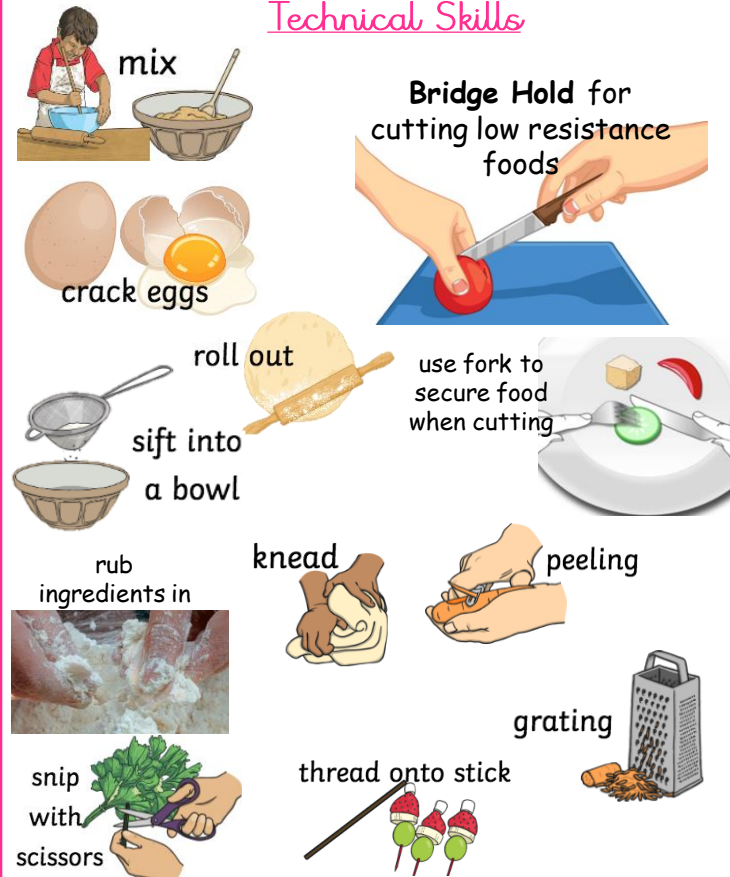 Technical Skills
mix
Bridge Hold for
cutting low resistance
foods
crack eggs
roll out
use fork to
secure food
when cutting
sift into
a bowl
rub
ingredients in
knead
peeling
grating
snip
with
scissors
thread onto stick